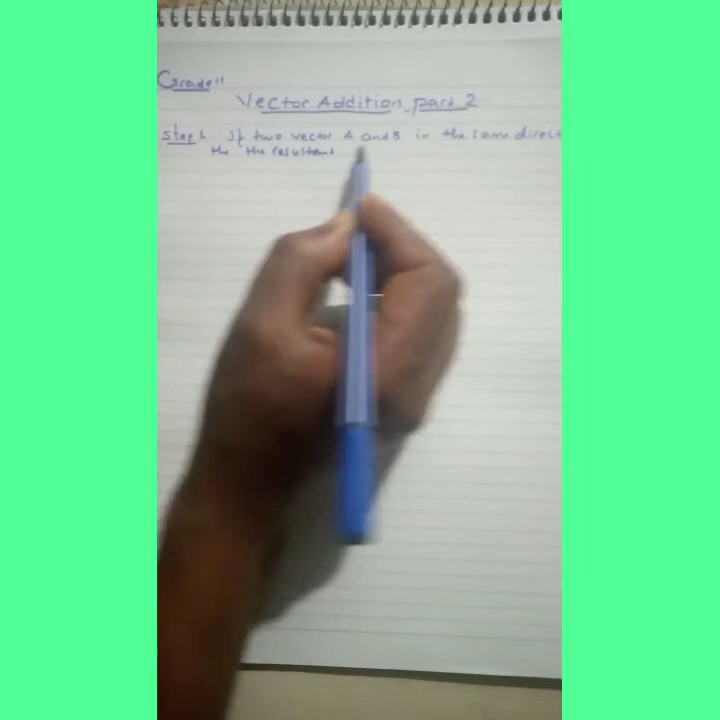 Grade 11
Vector Addition part 2
Step 1 If two vector A and B in the same direc
the the resultant